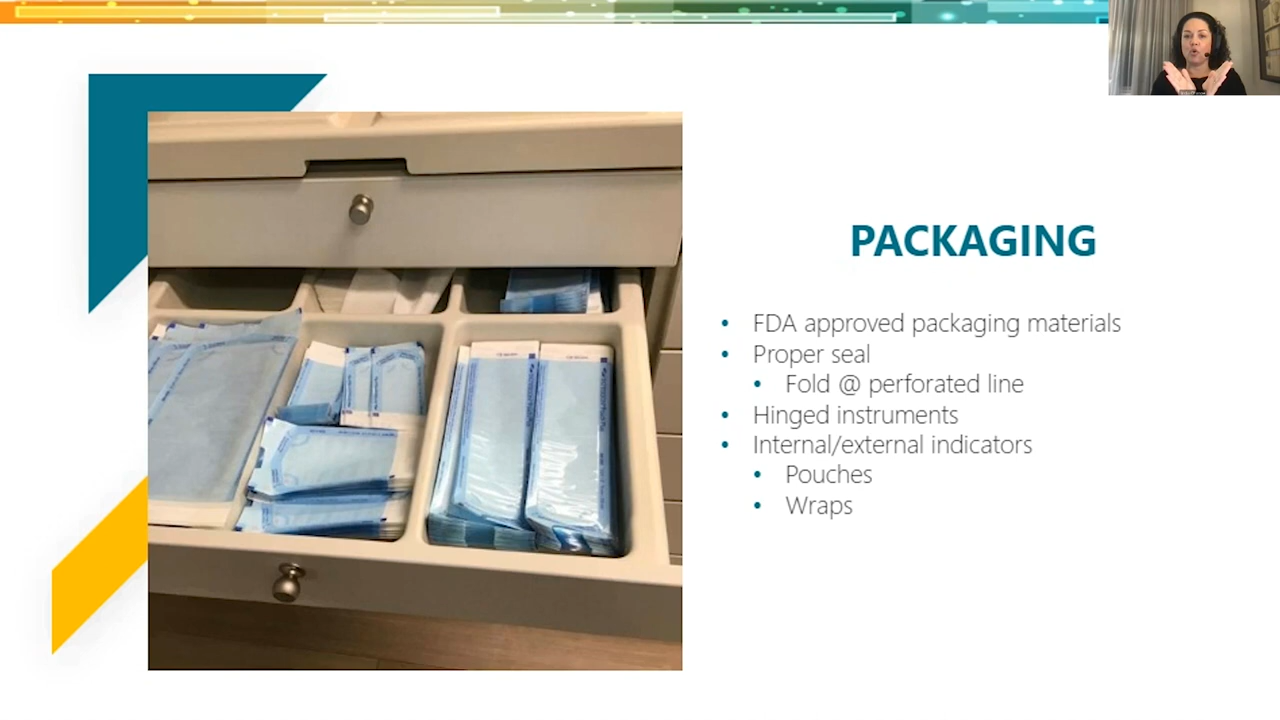 PACKAGING
• FDA approved packaging materials
• Proper seal
• Fold @ perforated line
• Hinged instruments
• Internal/external indicators
• Pouches
• Wraps